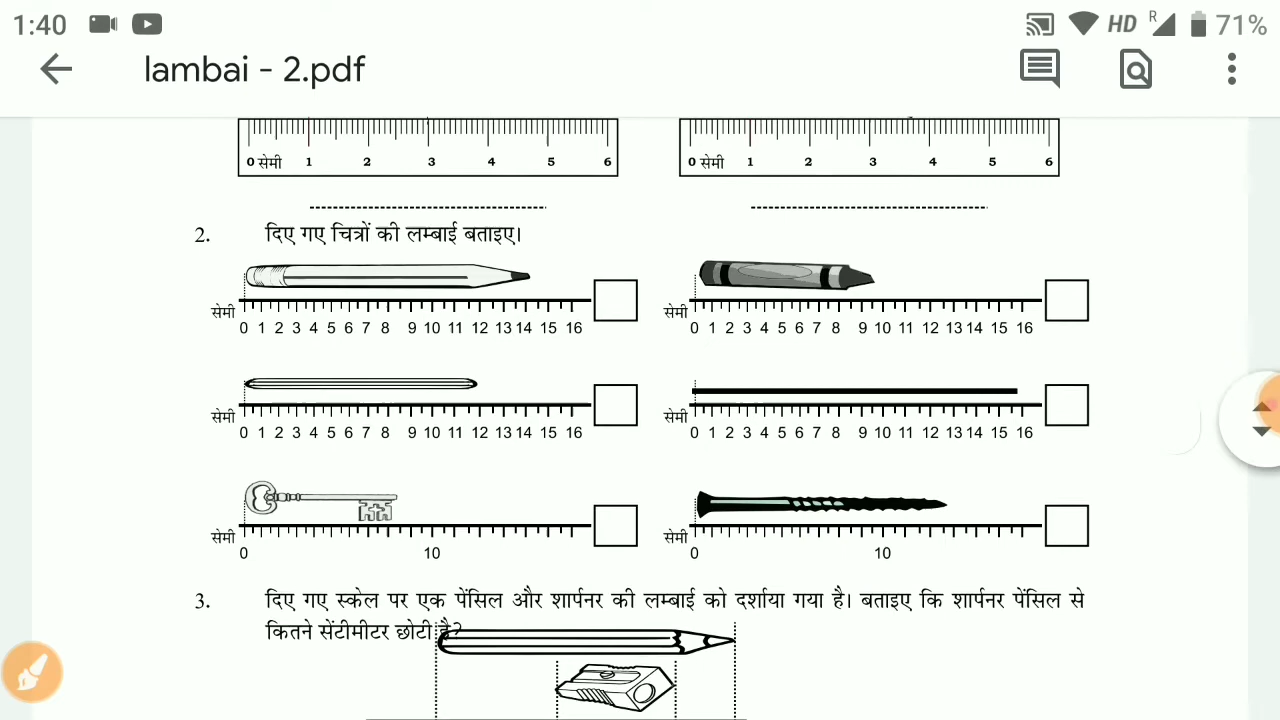 1:40 HD R 71%
lambai - 2.pdf
0 सेमी 1 2 3 4 5 6
0 सेमी 1 2 3 4 5 6
2. दिए गए चित्रों की लम्बाई बताइए।
सेमी 0 1 2 3 4 5 6 7 8 9 10 11 12 13 14 15 16
सेमी 0 1 2 3 4 5 6 7 8 9 10 11 12 13 14 15 16
सेमी 0 1 2 3 4 5 6 7 8 9 10 11 12 13 14 15 16
सेमी 0 1 2 3 4 5 6 7 8 9 10 11 12 13 14 15 16
सेमी 0 10
सेमी 0 10
3. दिए गए स्केल पर एक पेंसिल और शार्पनर की लम्बाई को दर्शाया गया है। बताइए कि शार्पनर पेंसिल से
कितने सेंटीमीटर छोटी है?